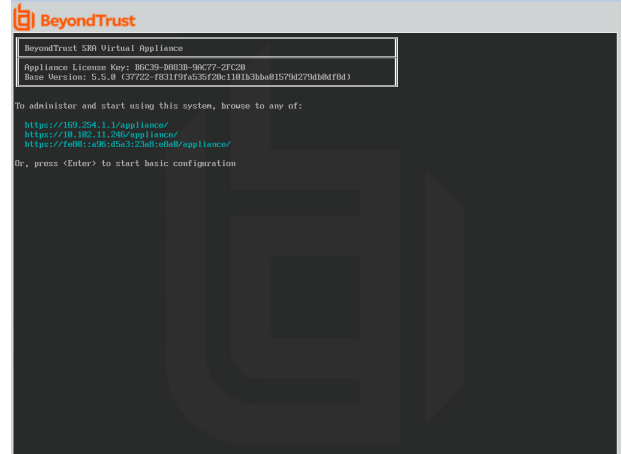 BeyondTrust
BeyondTrust SRA Virtual Appliance
Appliance License Key: B6C39-D883B-9AC77-2FC20
Base Version: 5.5.0 (37722-f831f9fa535f20c1101b3bba01579d279db0df8d)
To administer and start using this system, browse to any of:
https://169.254.1.1/appliance/
https://10.102.11.246/appliance/
https://fe80::a96:d5a3:23a8:e8a0/appliance/
Or, press <Enter> to start basic configuration